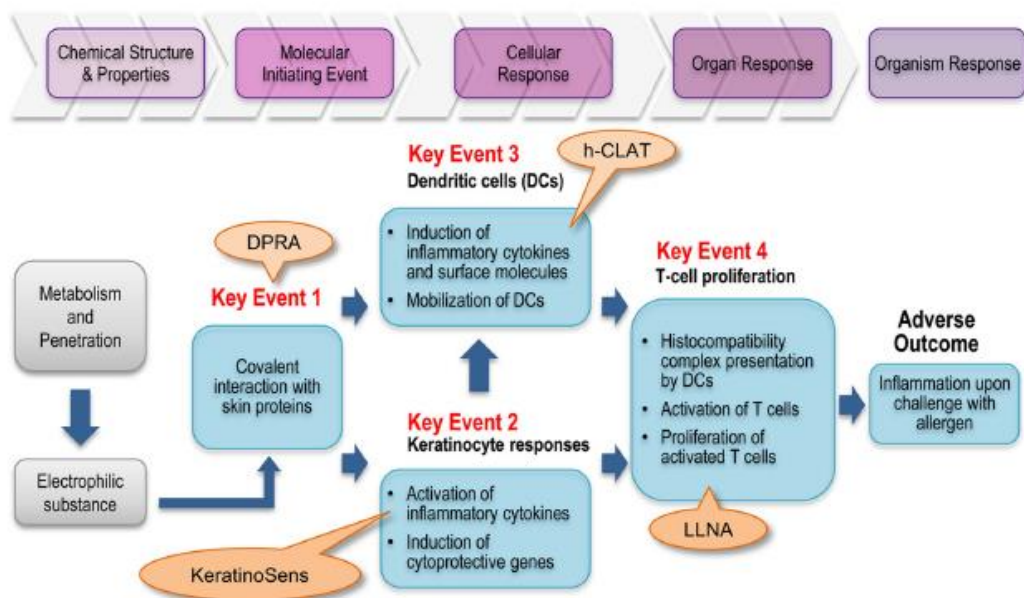 Chemical Structure
& Properties
Molecular
Initiating Event
Cellular
Response
Organ Response
Organism Response
Key Event 3
Dendritic cells (DCs)
h-CLAT
• Induction of
inflammatory cytokines
and surface molecules
• Mobilization of DCs
DPRA
Key Event 1
Covalent
interaction with
skin proteins
Metabolism
and
Penetration
Electrophilic
substance
Key Event 2
Keratinocyte responses
• Activation of
inflammatory cytokines
• Induction of
cytoprotective genes
KeratinoSens
Key Event 4
T-cell proliferation
• Histocompatibility
complex presentation
by DCs
• Activation of T cells
• Proliferation of
activated T cells
LLNA
Adverse
Outcome
Inflammation upon
challenge with
allergen